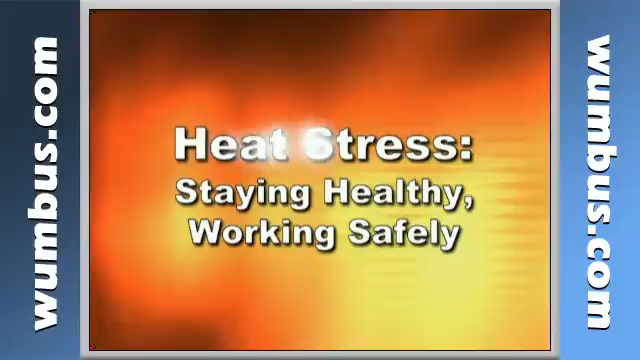 wumbus.com
Heat Stress:
Staying Healthy,
Working Safely
wumbus.com